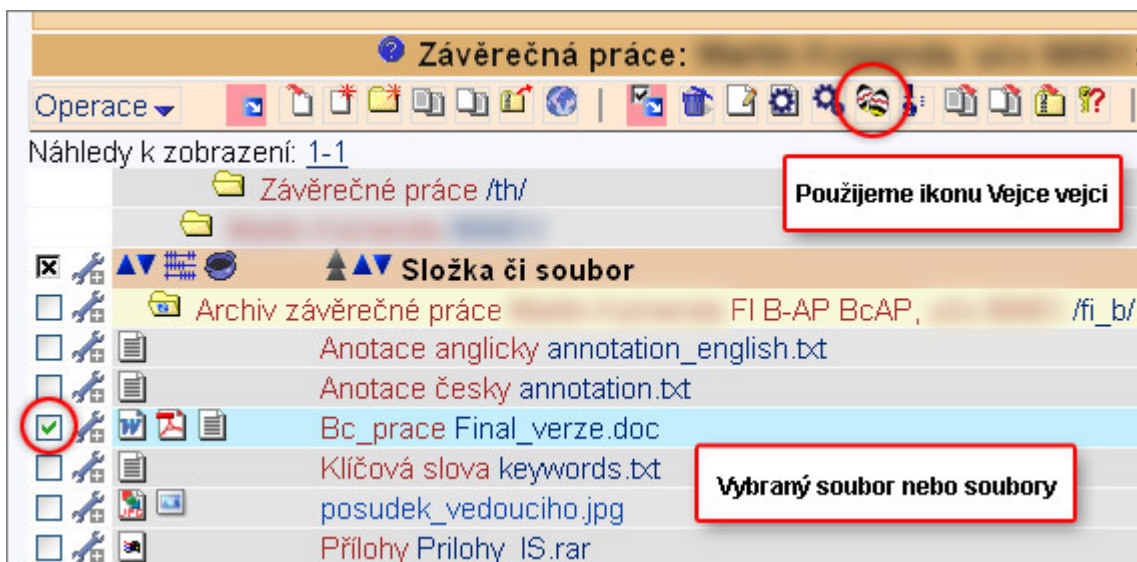 Závěrečná práce:
Operace
Náhledy k zobrazení: 1-1
Závěrečné práce /th/
Použijeme ikonu Vejce vejci
Složka či soubor
Archiv závěrečné práce FI B-AP BcAP, /fi_b/
Anotace anglicky annotation_english.txt
Anotace česky annotation.txt
Bc_prace Final_verze.doc
Klíčová slova keywords.txt
Vybraný soubor nebo soubory
posudek_vedouciho.jpg
Přílohy Prilohy_IS.rar